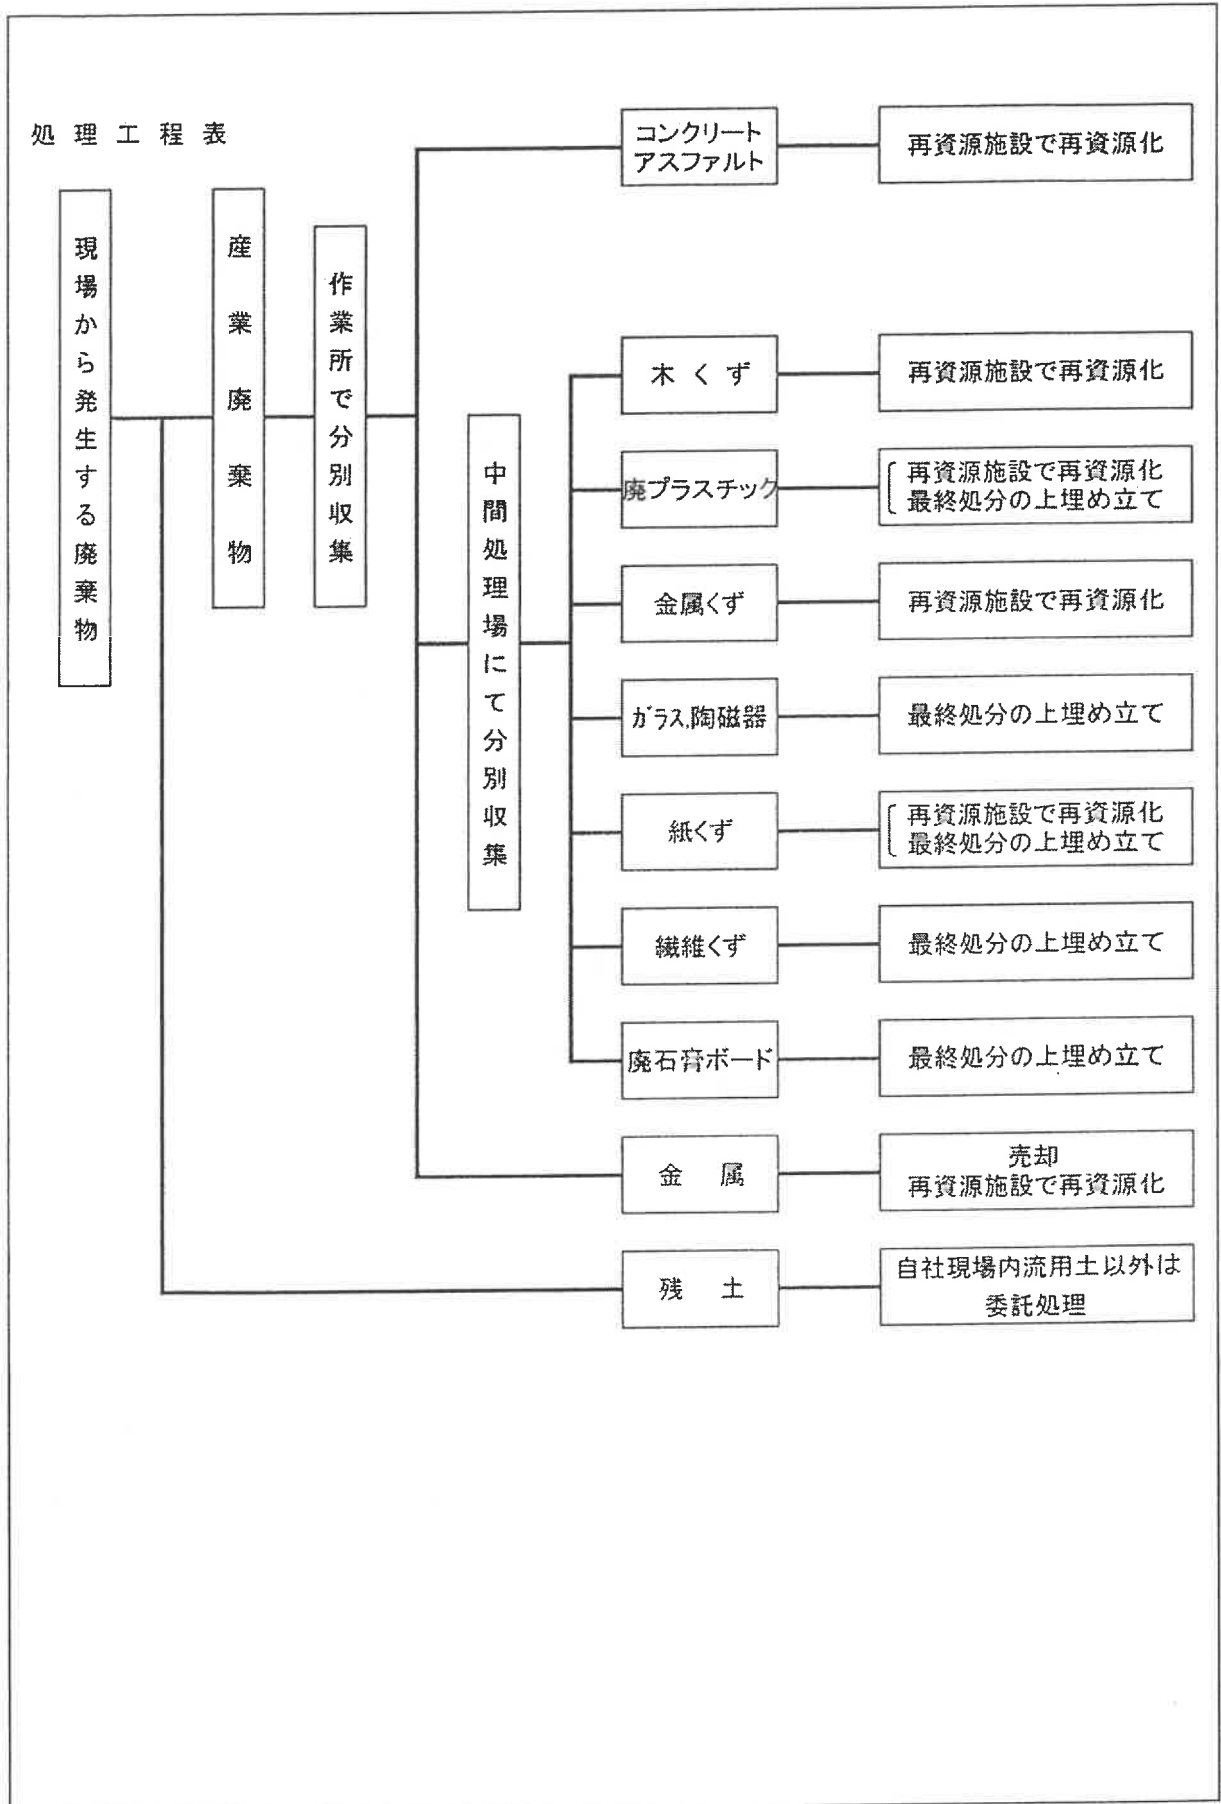 処理工程表
現場から発生する廃棄物
産業廃棄物
作業所で分別収集
中間処理場にて分別収集
コンクリート
アスファルト
再資源施設で再資源化
木くず
再資源施設で再資源化
廃プラスチック
再資源施設で再資源化
最終処分の上埋め立て
金属くず
再資源施設で再資源化
ガラス,陶磁器
最終処分の上埋め立て
紙くず
再資源施設で再資源化
最終処分の上埋め立て
繊維くず
最終処分の上埋め立て
廃石膏ボード
最終処分の上埋め立て
金属
売却
再資源施設で再資源化
残土
自社現場内流用土以外は
委託処理